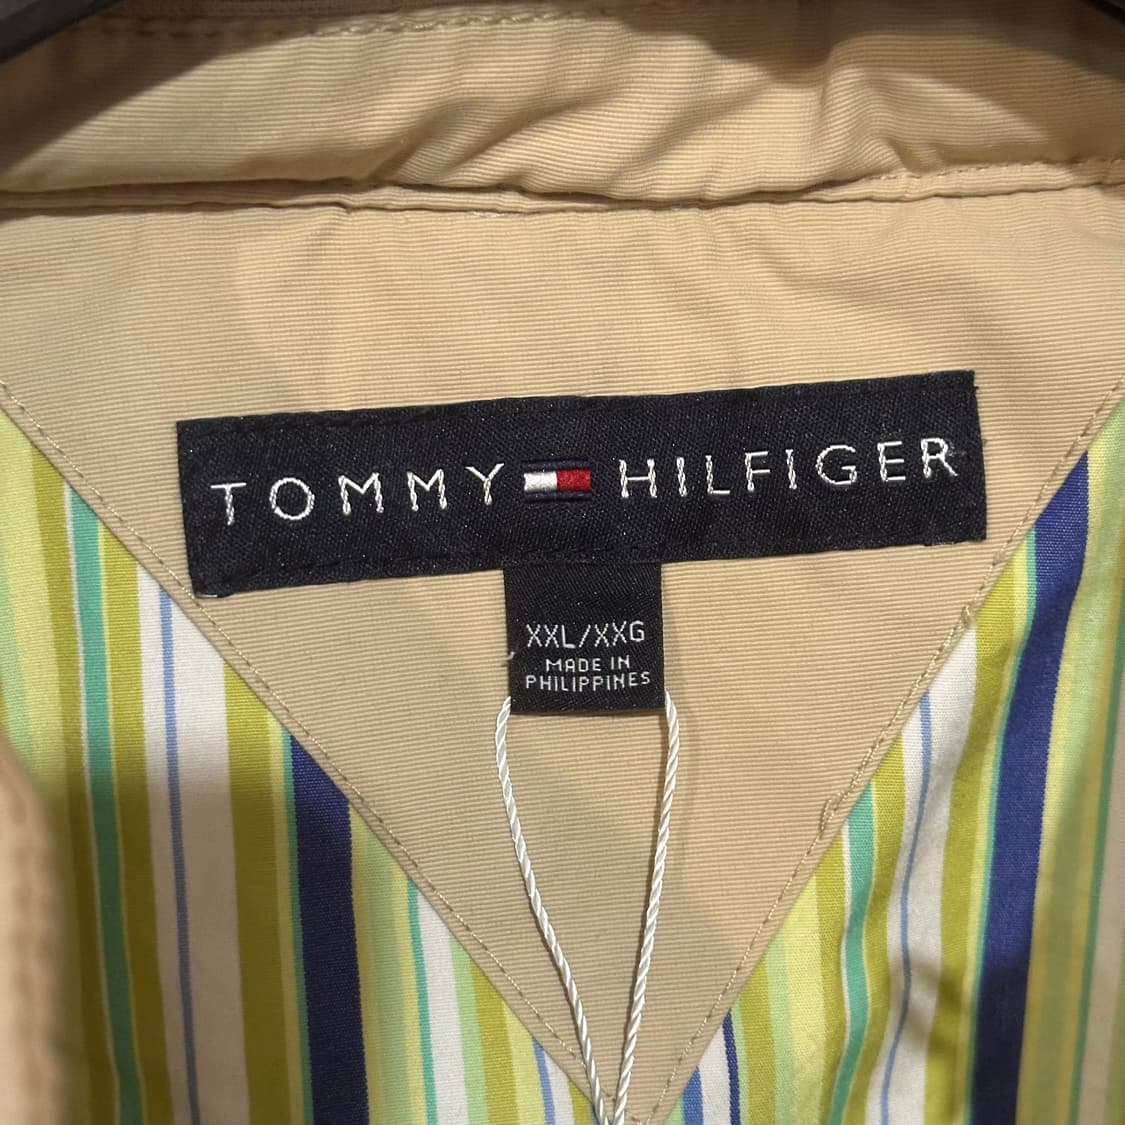 TOMMY HILFIGER
XXL/XXG
MADE IN
PHILIPPINES